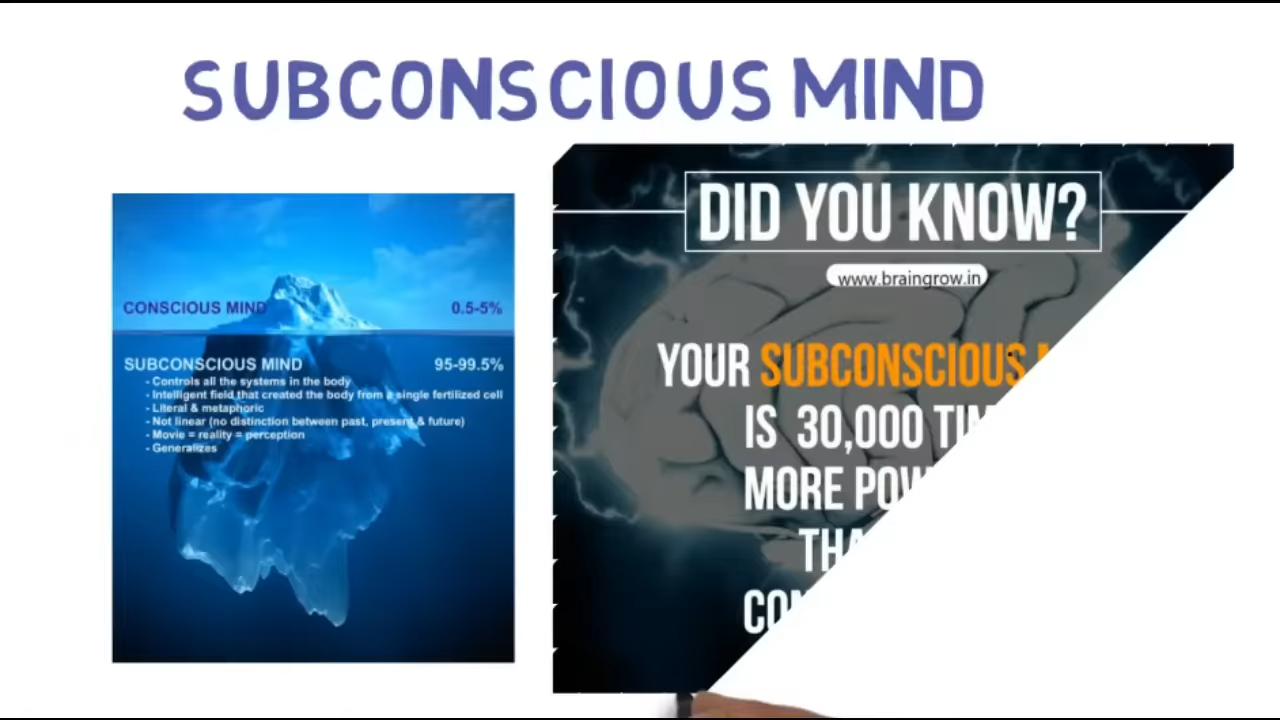 SUBCONSCIOUS MIND
CONSCIOUS MIND 0.5-5%
SUBCONSCIOUS MIND 95-99.5%
- Controls all the systems in the body
- Intelligent field that created the body from a single fertilized cell
- Literal & metaphoric
- Not linear (no distinction between past, present & future)
- Movie = reality = perception
- Generalizes
DID YOU KNOW?
www.braingrow.in
YOUR SUBCONSCIOUS
IS 30,000
MORE